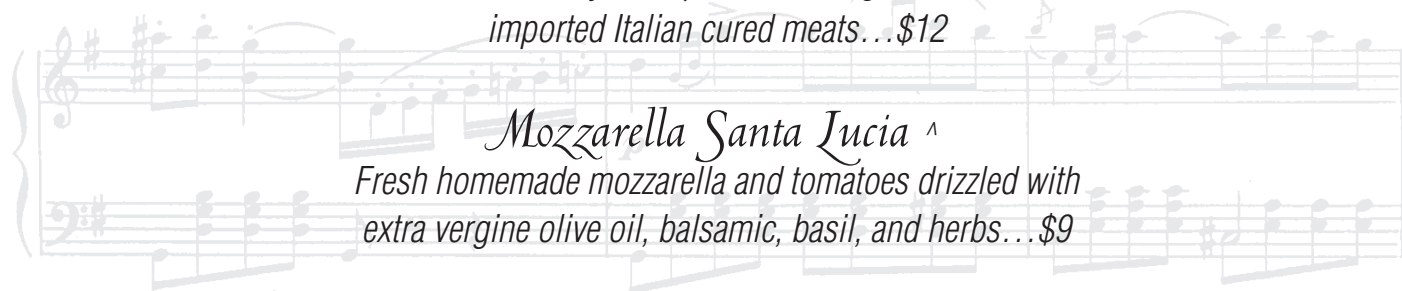 imported Italian cured meats…$12
Mozzarella Santa Lucia ^
Fresh homemade mozzarella and tomatoes drizzled with
extra vergine olive oil, balsamic, basil, and herbs…$9